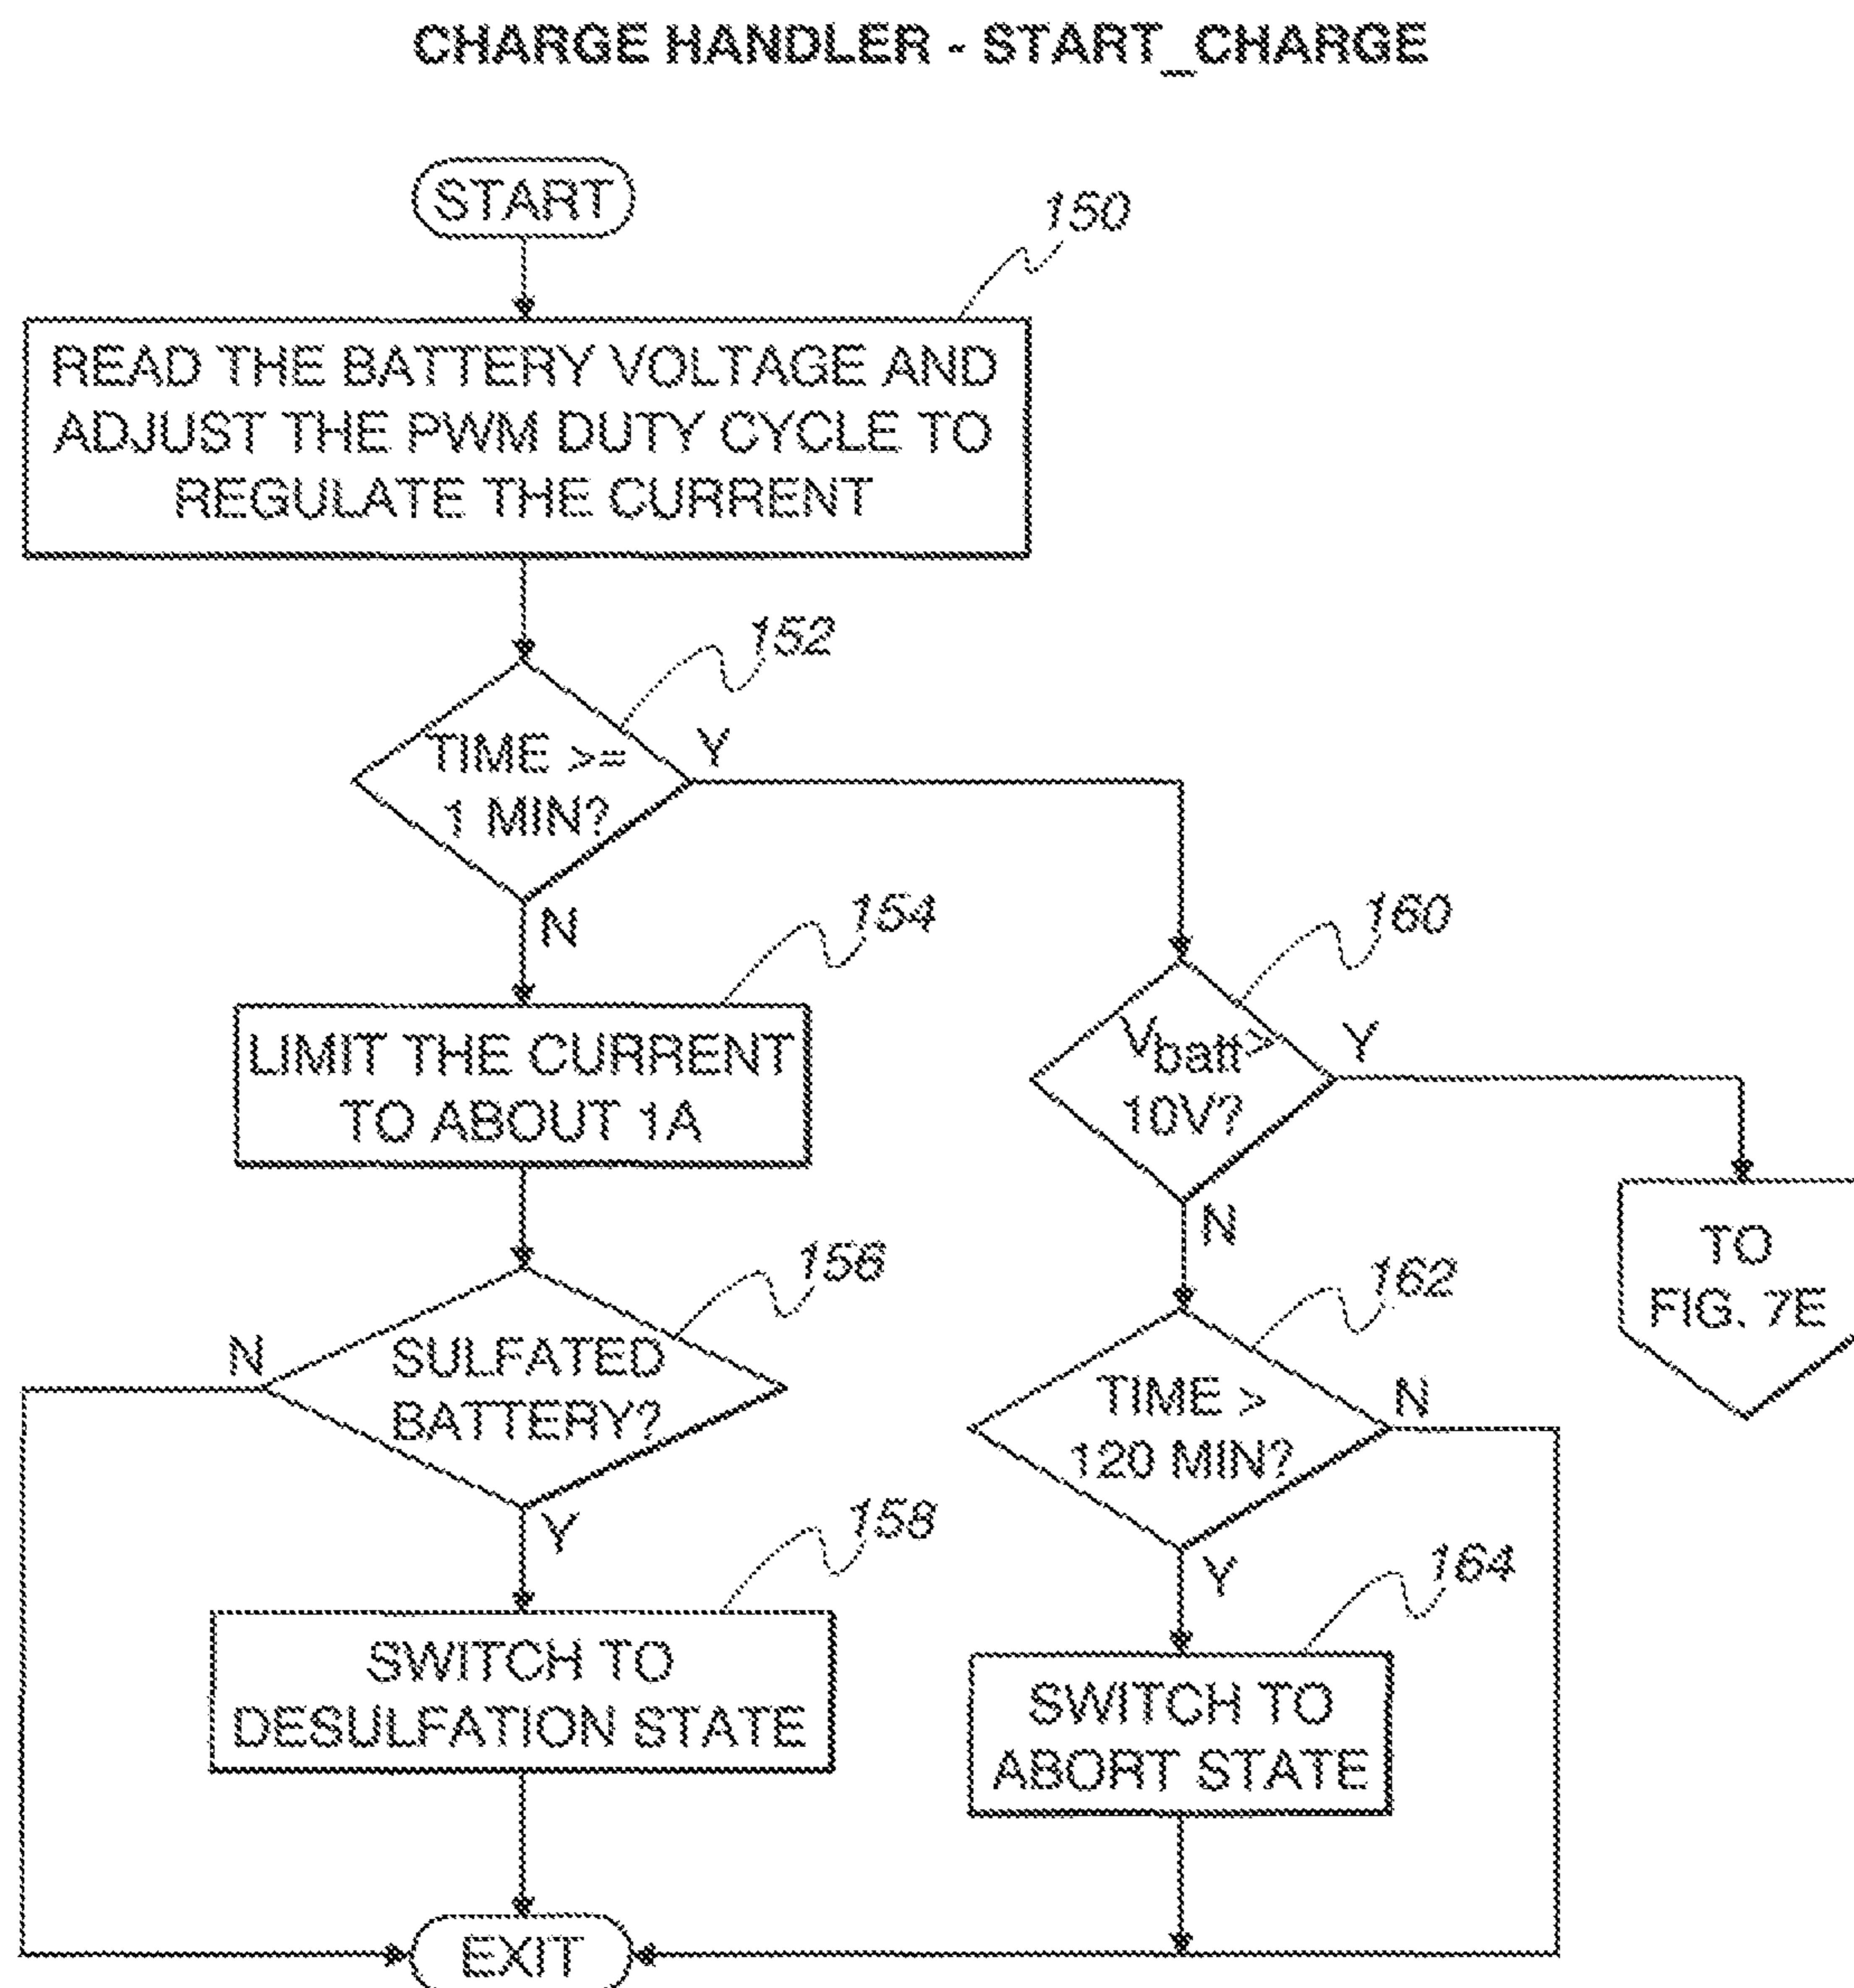 CHARGE HANDLER - START_CHARGE
START
150
READ THE BATTERY VOLTAGE AND
ADJUST THE PWM DUTY CYCLE TO
REGULATE THE CURRENT
152
TIME >=
1 MIN?
Y
N
154
LIMIT THE CURRENT
TO ABOUT 1A
160
Vbatt>
10V?
Y
N
TO
FIG. 7E
156
SULFATED
BATTERY?
N
Y
162
TIME >
120 MIN?
N
Y
158
SWITCH TO
DESULFATION STATE
164
SWITCH TO
ABORT STATE
EXIT